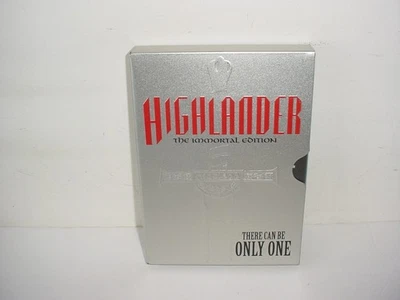 HIGHLANDER
THE IMMORTAL EDITION
THERE CAN BE
ONLY ONE